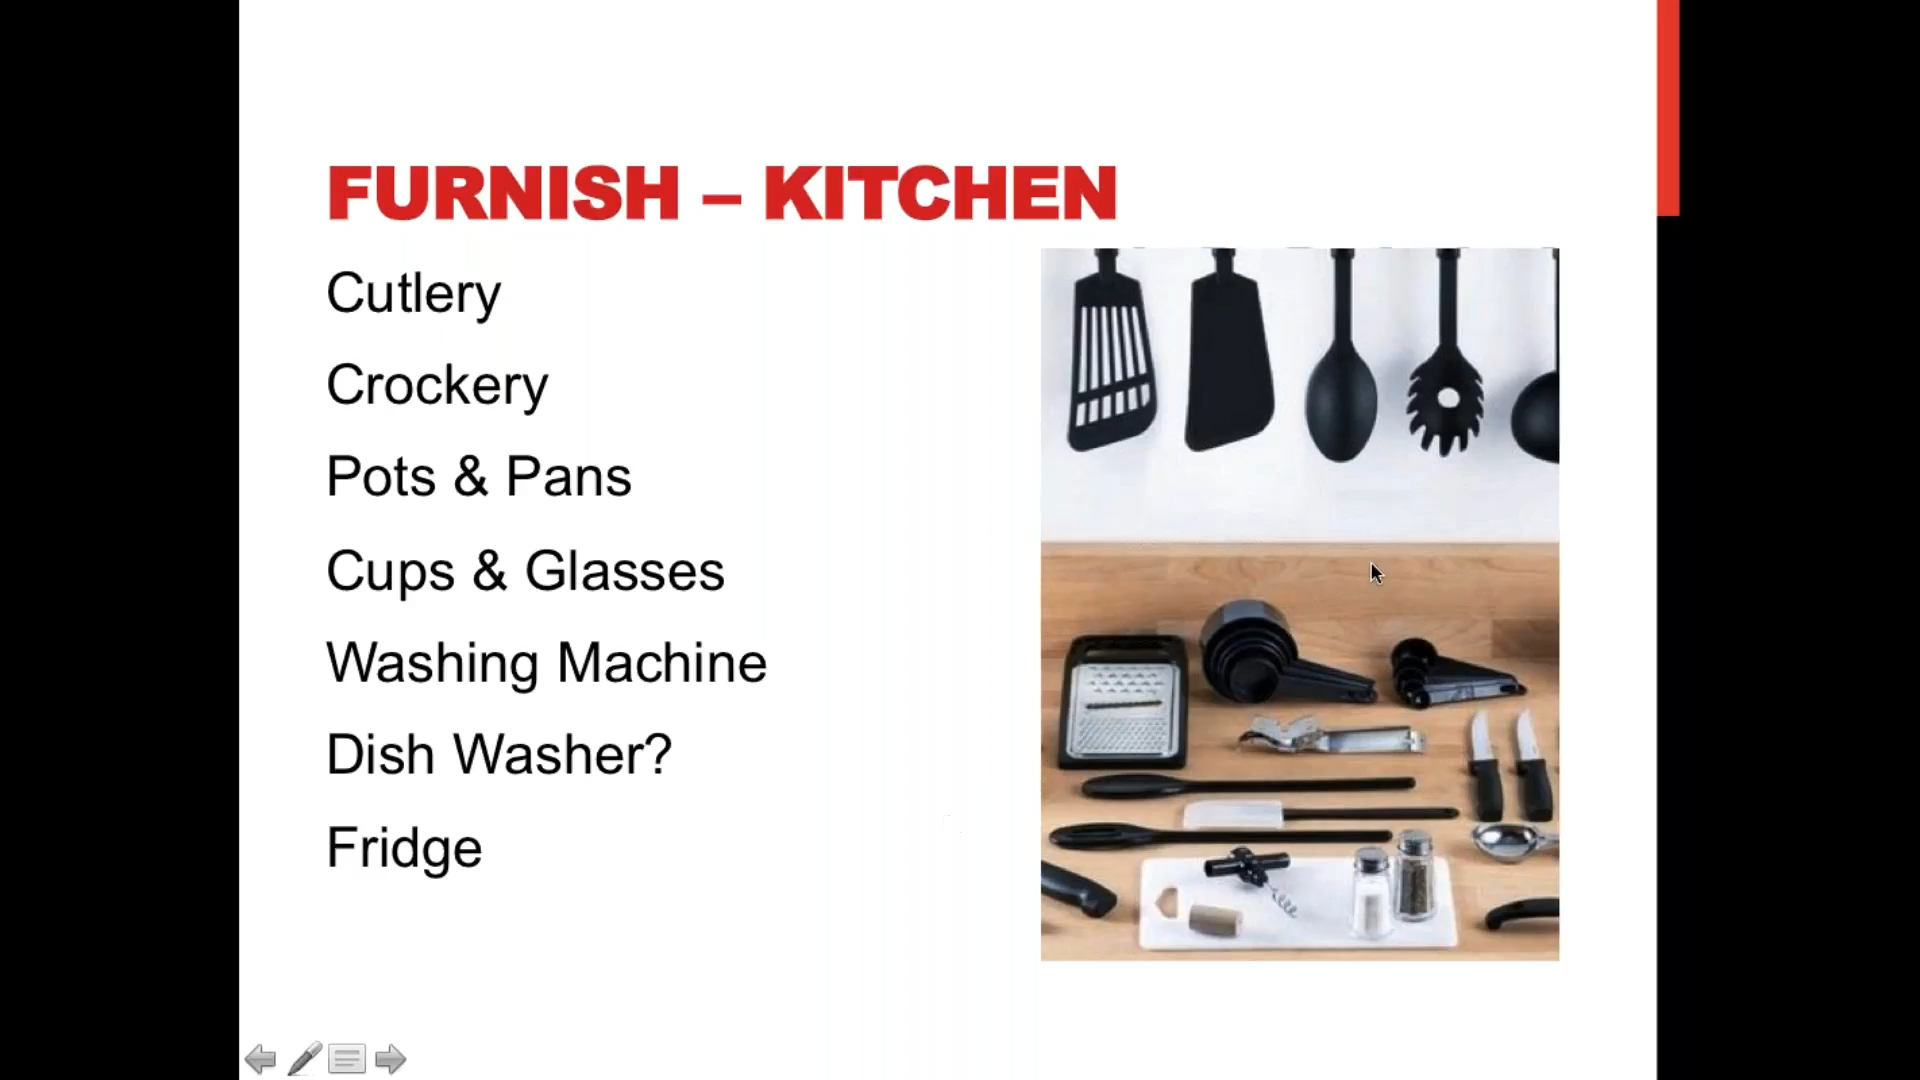 FURNISH – KITCHEN
Cutlery
Crockery
Pots & Pans
Cups & Glasses
Washing Machine
Dish Washer?
Fridge